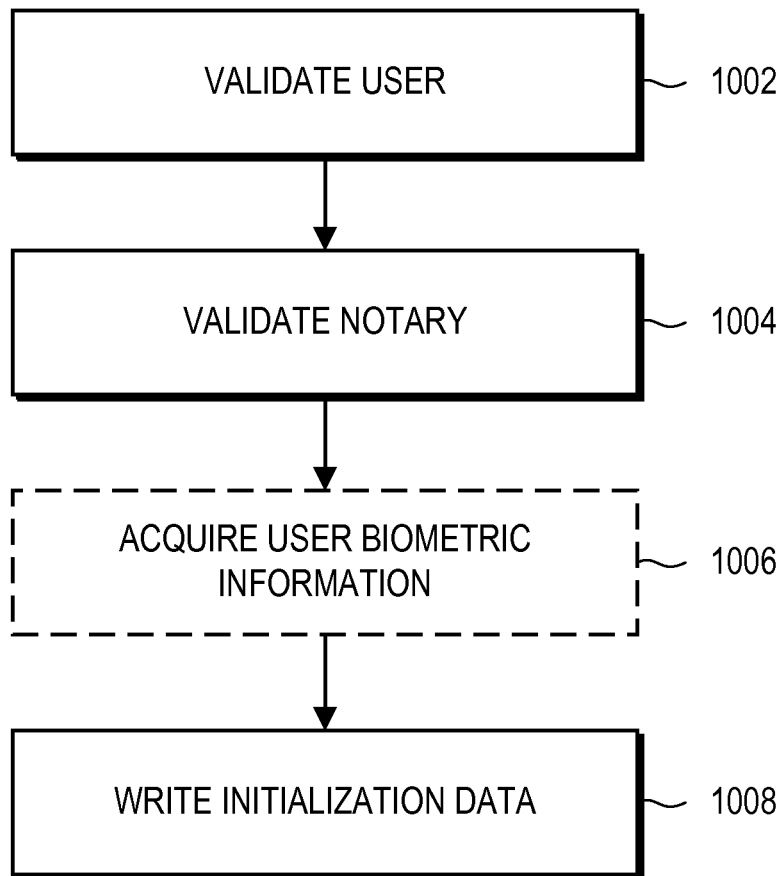 VALIDATE USER
1002
VALIDATE NOTARY
1004
ACQUIRE USER BIOMETRIC
INFORMATION
1006
WRITE INITIALIZATION DATA
1008